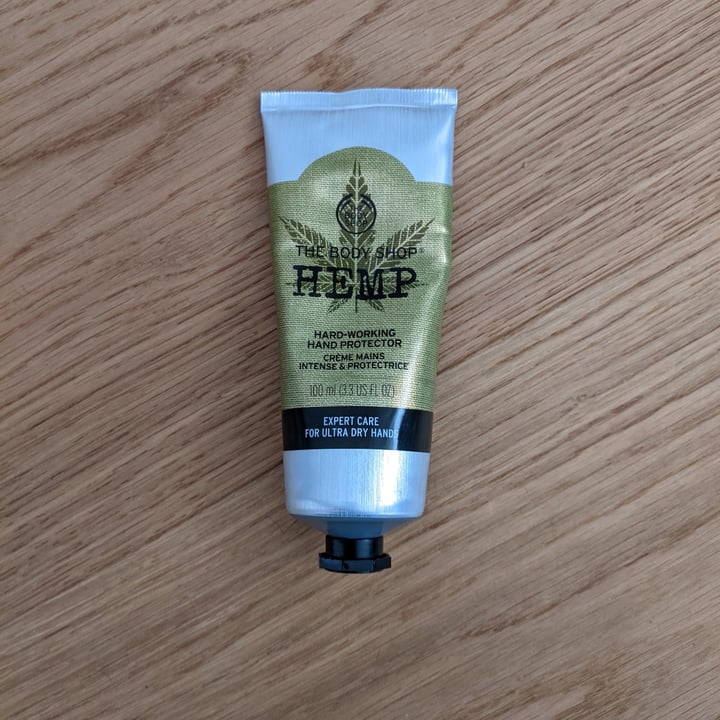 THE BODY SHOP®
HEMP
HARD-WORKING
HAND PROTECTOR
CRÈME MAINS
INTENSE & PROTECTRICE
100 ml (3.3 US FL OZ)
EXPERT CARE
FOR ULTRA DRY HANDS